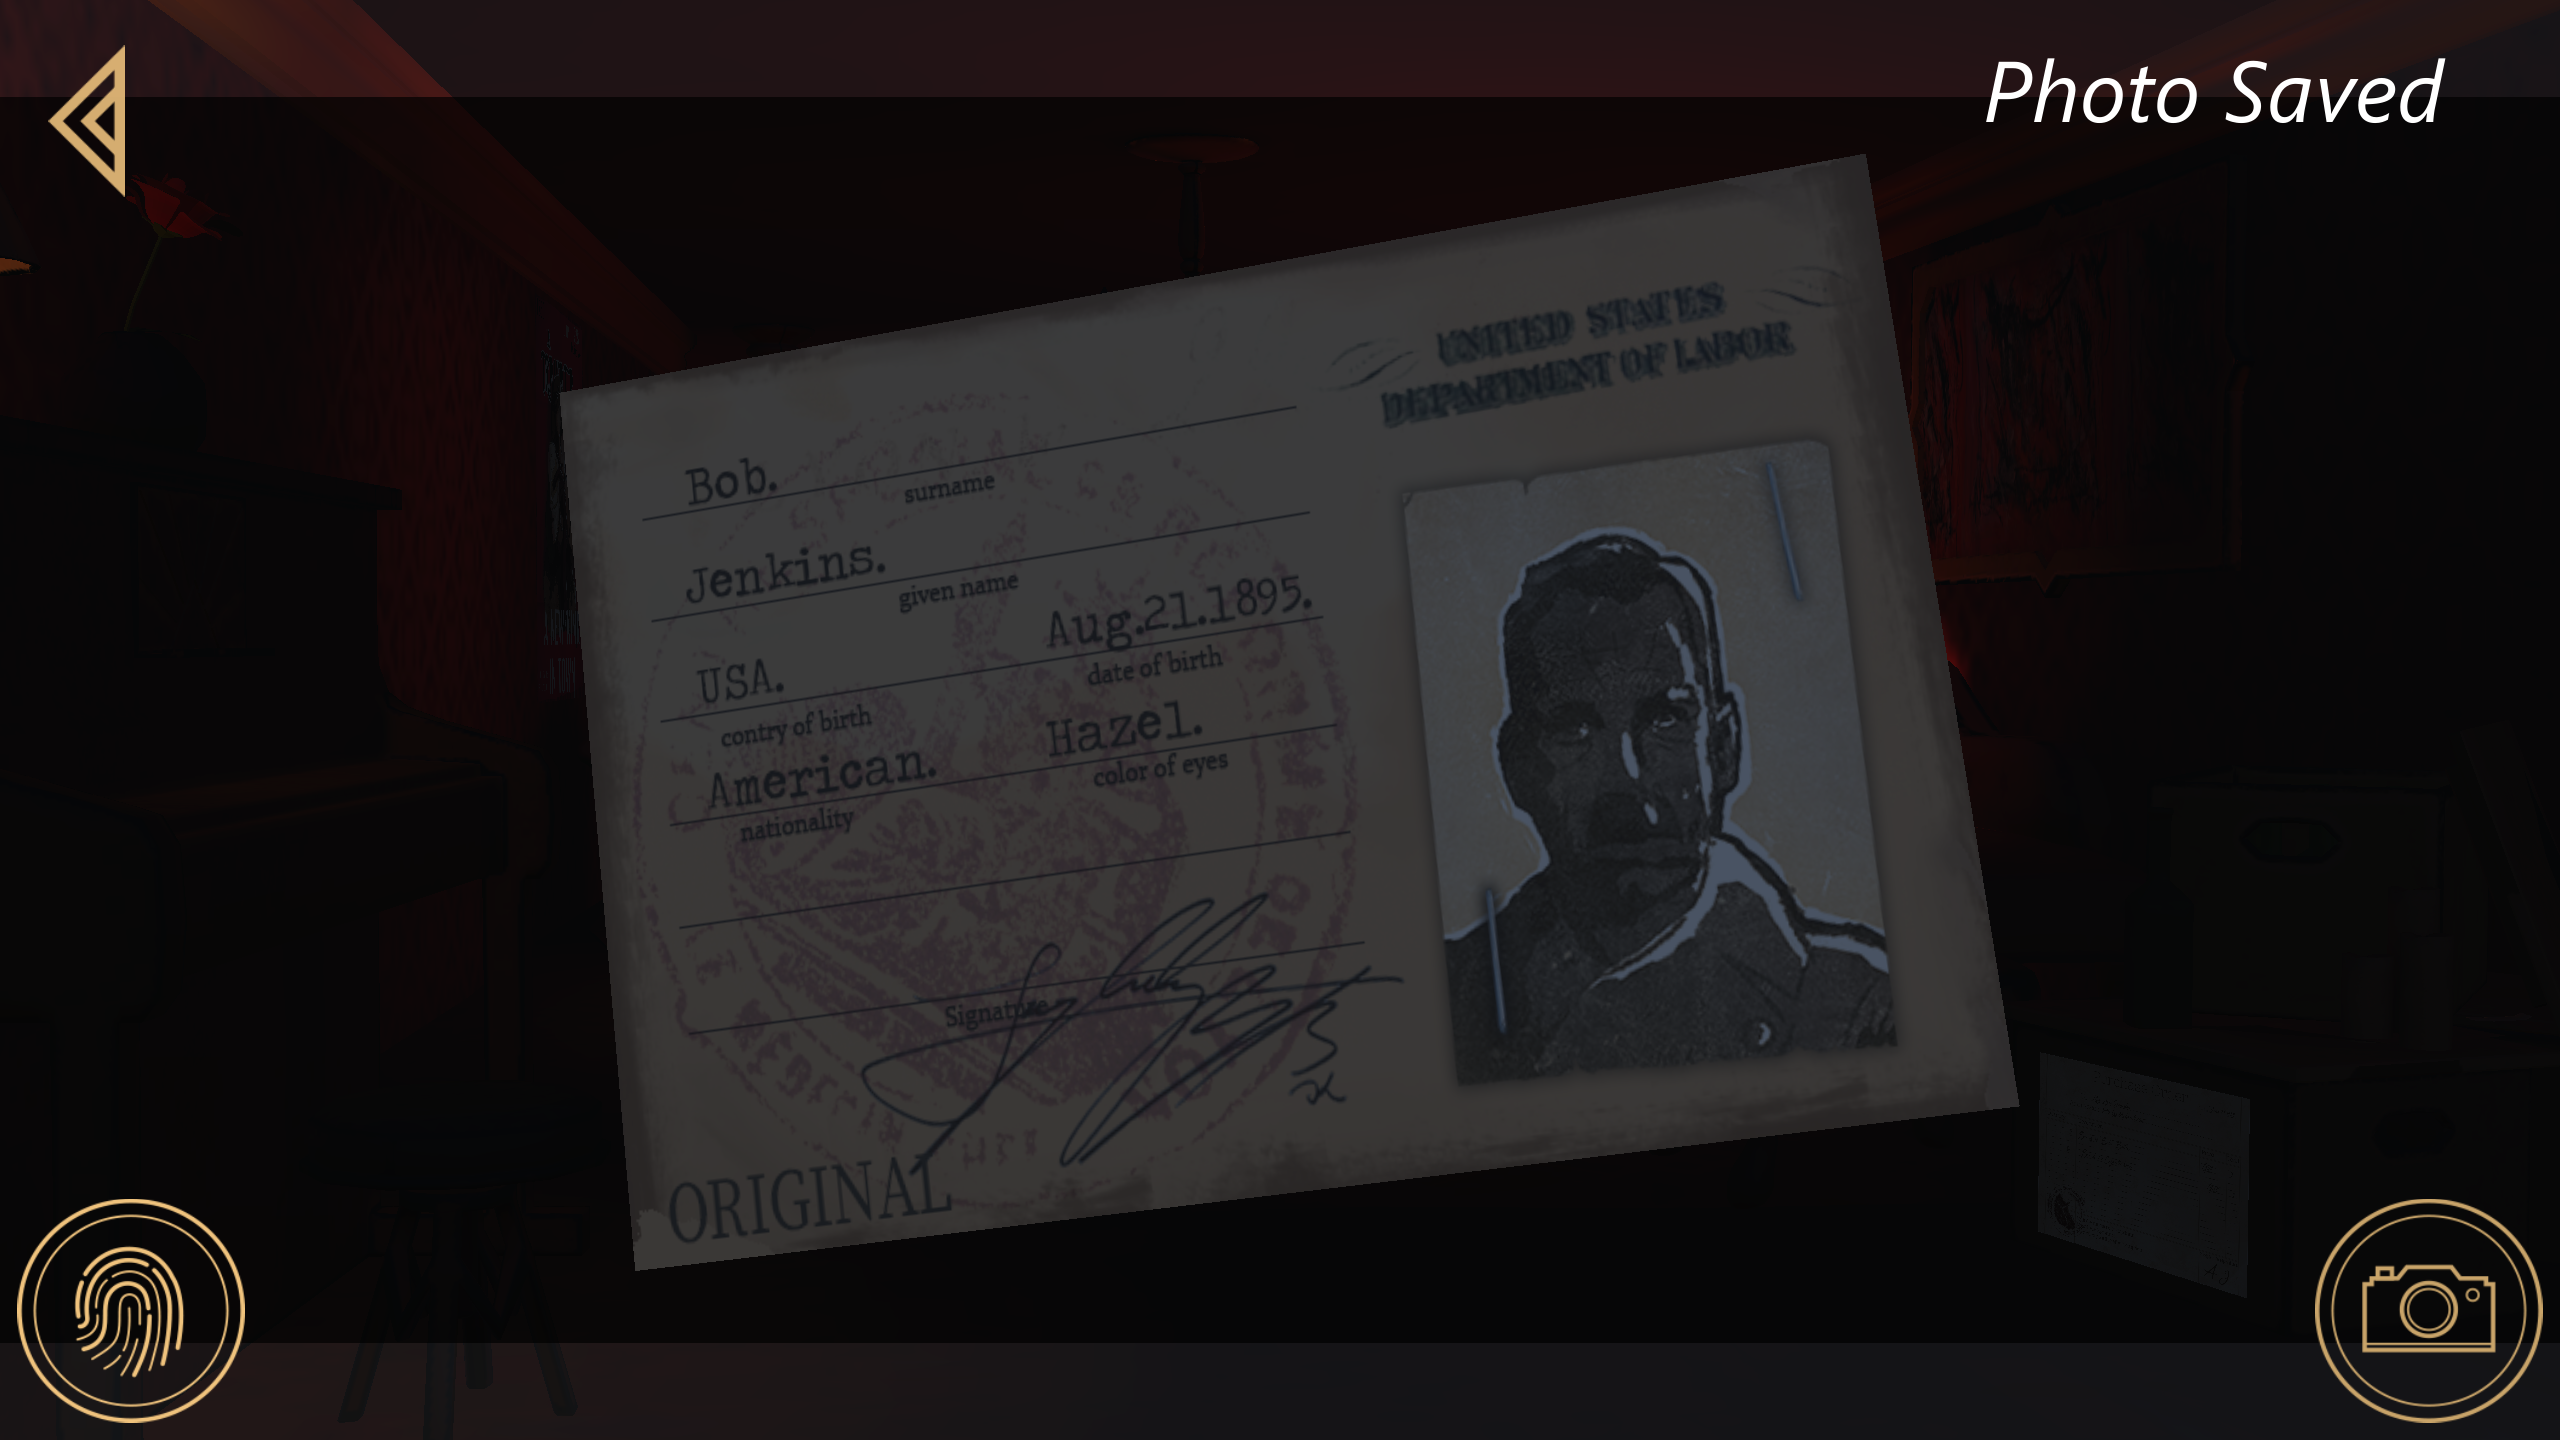 Photo Saved
UNITED STATES
DEPARTMENT OF LABOR
Bob.
surname
Jenkins.
given name
Aug.21.1895.
USA.
date of birth
contry of birth
Hazel.
American.
color of eyes
nationality
Signature
ORIGINAL